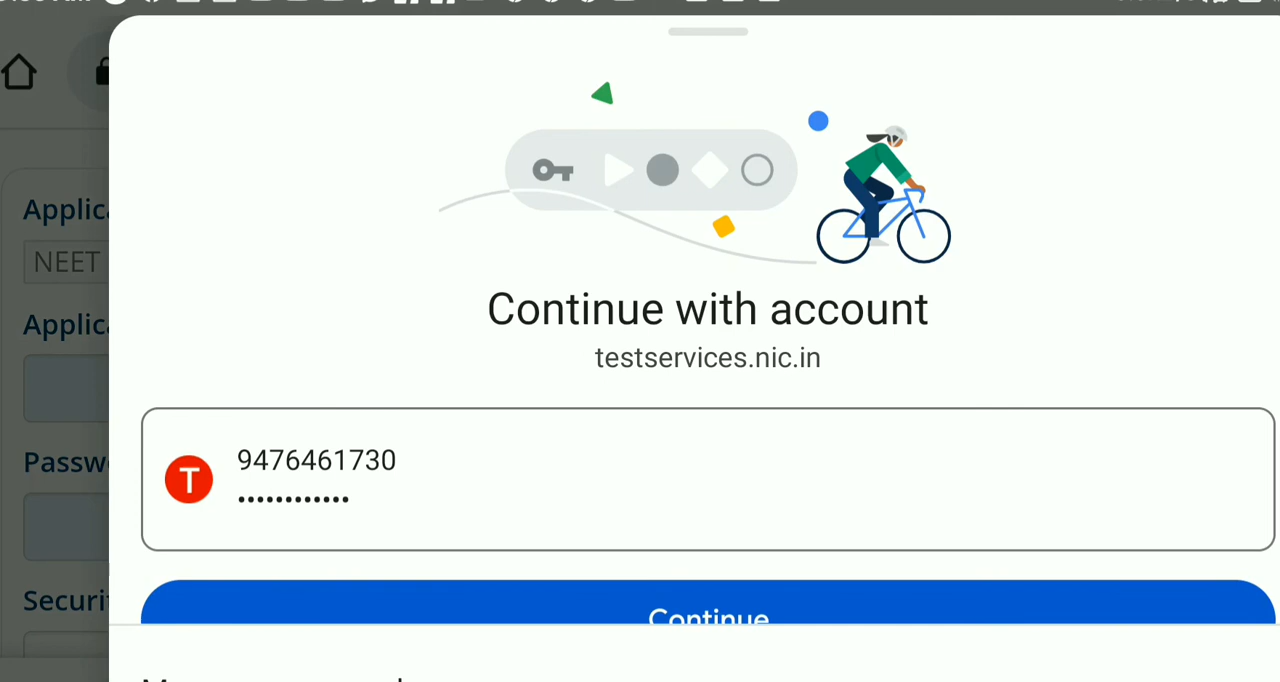 Continue with account
testservices.nic.in
T
9476461730
••••••••••••
Continue
Applica
NEET
Applica
Passw
Securi